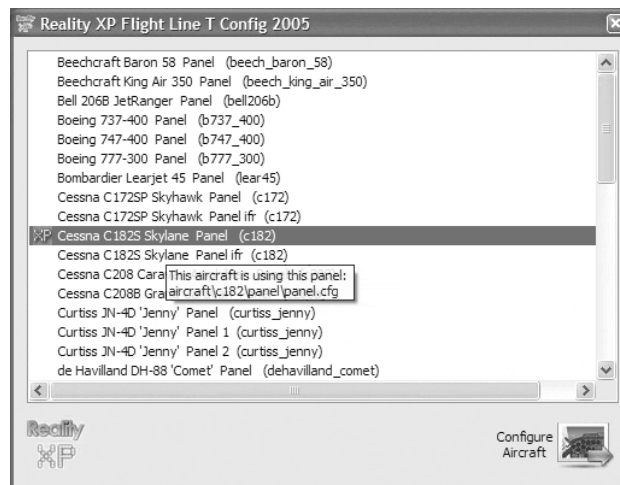 Reality XP Flight Line T Config 2005
Beechcraft Baron 58 Panel (beech_baron_58)
Beechcraft King Air 350 Panel (beech_king_air_350)
Bell 206B JetRanger Panel (bell206b)
Boeing 737-400 Panel (b737_400)
Boeing 747-400 Panel (b747_400)
Boeing 777-300 Panel (b777_300)
Bombardier Learjet 45 Panel (lear45)
Cessna C172SP Skyhawk Panel (c172)
Cessna C172SP Skyhawk Panel ifr (c172)
XP Cessna C182S Skylane Panel (c182)
Cessna C182S Skylane Panel ifr (c182)
Cessna C208 Cara
This aircraft is using this panel:
Cessna C208B Gra
aircraft\c182\panel\panel.cfg
Curtiss JN-4D 'Jenny' Panel (curtiss_jenny)
Curtiss JN-4D 'Jenny' Panel 1 (curtiss_jenny)
Curtiss JN-4D 'Jenny' Panel 2 (curtiss_jenny)
de Havilland DH-88 'Comet' Panel (dehavilland_comet)
Reality
XP
Configure
Aircraft